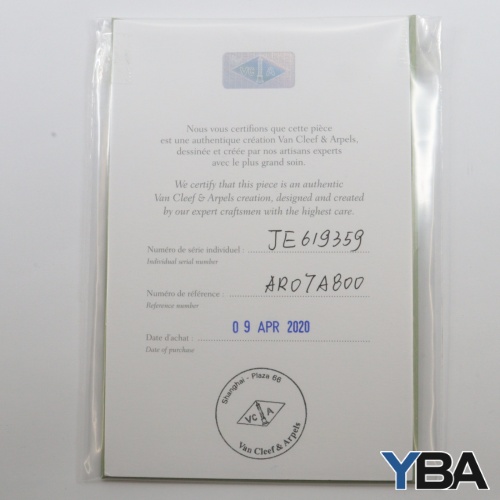 Nous vous certifions que cette pièce
est une authentique création Van Cleef & Arpels,
dessinée et créée par nos artisans experts
avec le plus grand soin.
We certify that this piece is an authentic
Van Cleef & Arpels creation, designed and created
by our expert craftsmen with the highest care.
Numéro de série individuel : JE619359
Individual serial number
Numéro de référence : ARO7A800
Reference number
Date d'achat : 09 APR 2020
Date of purchase
Shanghai - Plaza 66
VC A
Van Cleef & Arpels
YBA